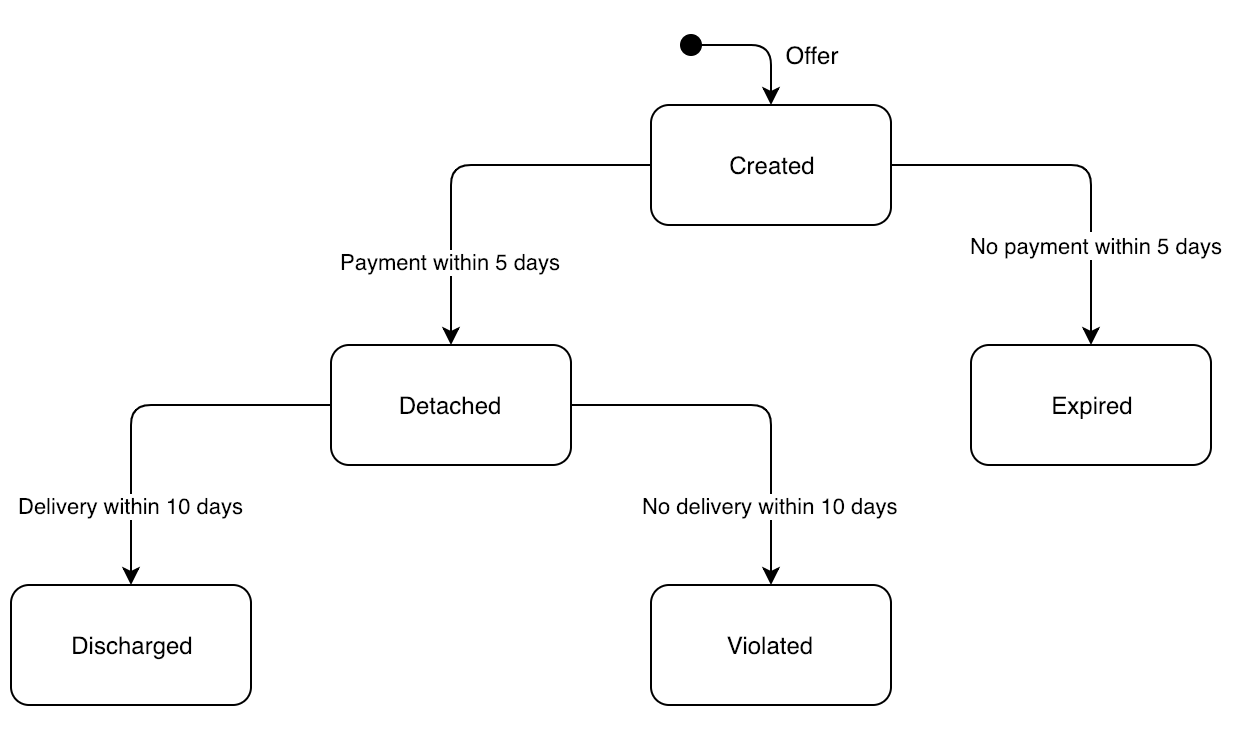 Offer
Created
Payment within 5 days
No payment within 5 days
Detached
Expired
Delivery within 10 days
No delivery within 10 days
Discharged
Violated